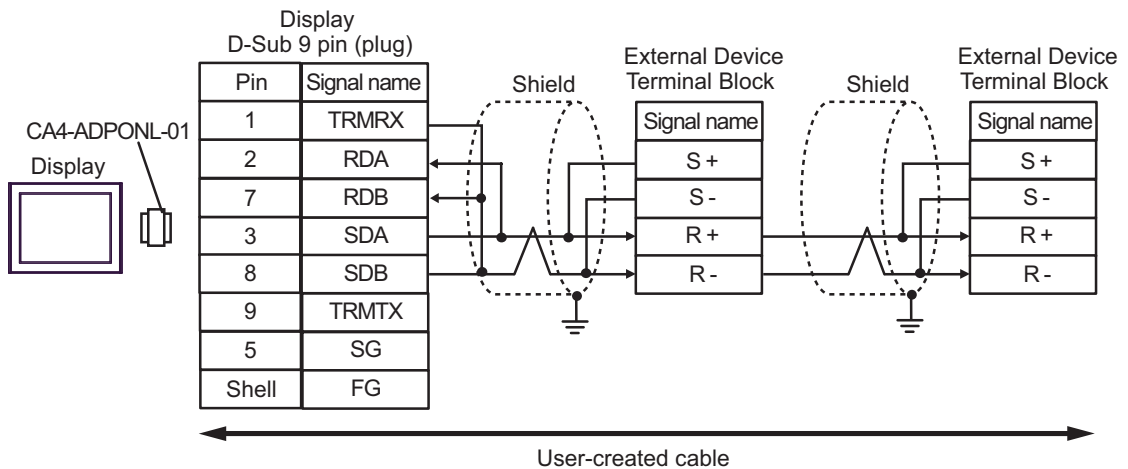 Display
D-Sub 9 pin (plug)
Pin Signal name
1 TRMRX
2 RDA
7 RDB
3 SDA
8 SDB
9 TRMTX
5 SG
Shell FG
CA4-ADPONL-01
Display
Shield
External Device
Terminal Block
Signal name
S +
S -
R +
R -
Shield
External Device
Terminal Block
Signal name
S +
S -
R +
R -
User-created cable